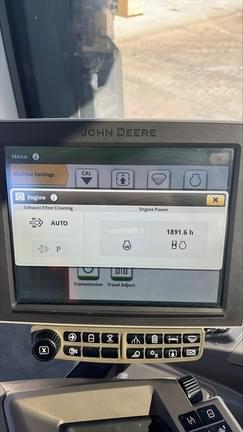 JOHN DEERE
Menu
Machine Settings
CAL
Engine
Exhaust Filter Cleaning
Engine Power
AUTO
1891.6 h
P
Transmission
Tread Adjust